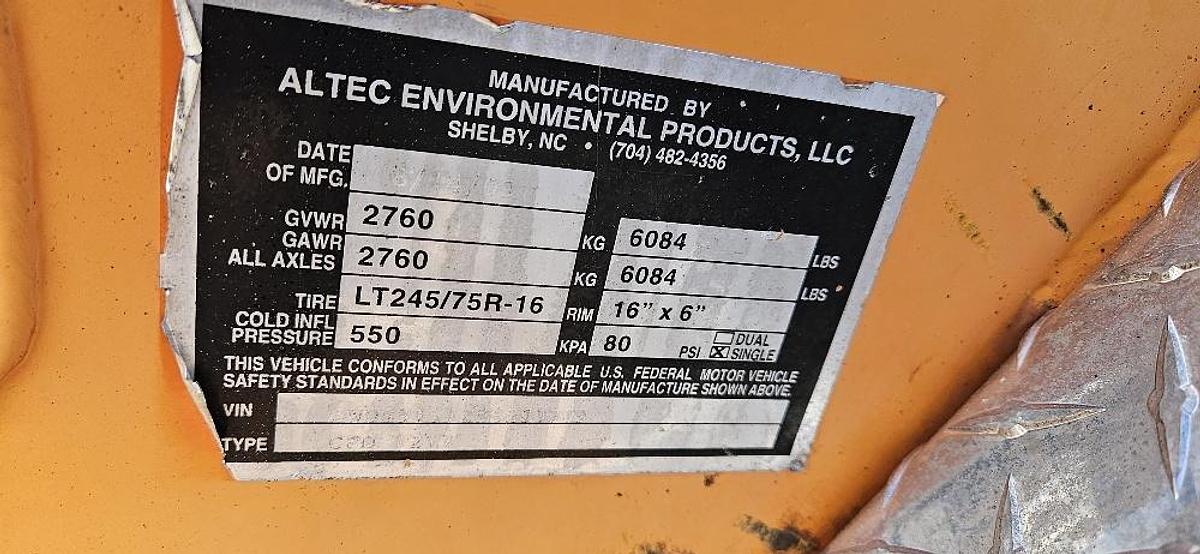 MANUFACTURED BY
ALTEC ENVIRONMENTAL PRODUCTS, LLC
SHELBY, NC • (704) 482-4356
DATE
OF MFG.
GVWR 2760 KG 6084 LBS
GAWR
ALL AXLES 2760 KG 6084 LBS
TIRE LT245/75R-16 RIM 16" x 6"
COLD INFL
PRESSURE 550 KPA 80 PSI DUAL
☒ SINGLE
THIS VEHICLE CONFORMS TO ALL APPLICABLE U.S. FEDERAL MOTOR VEHICLE
SAFETY STANDARDS IN EFFECT ON THE DATE OF MANUFACTURE SHOWN ABOVE.
VIN
TYPE